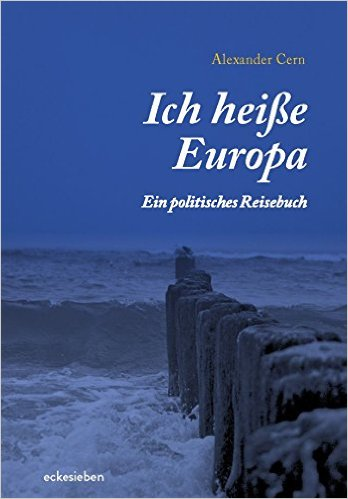 Alexander Cern
Ich heiße
Europa
Ein politisches Reisebuch
eckesieben